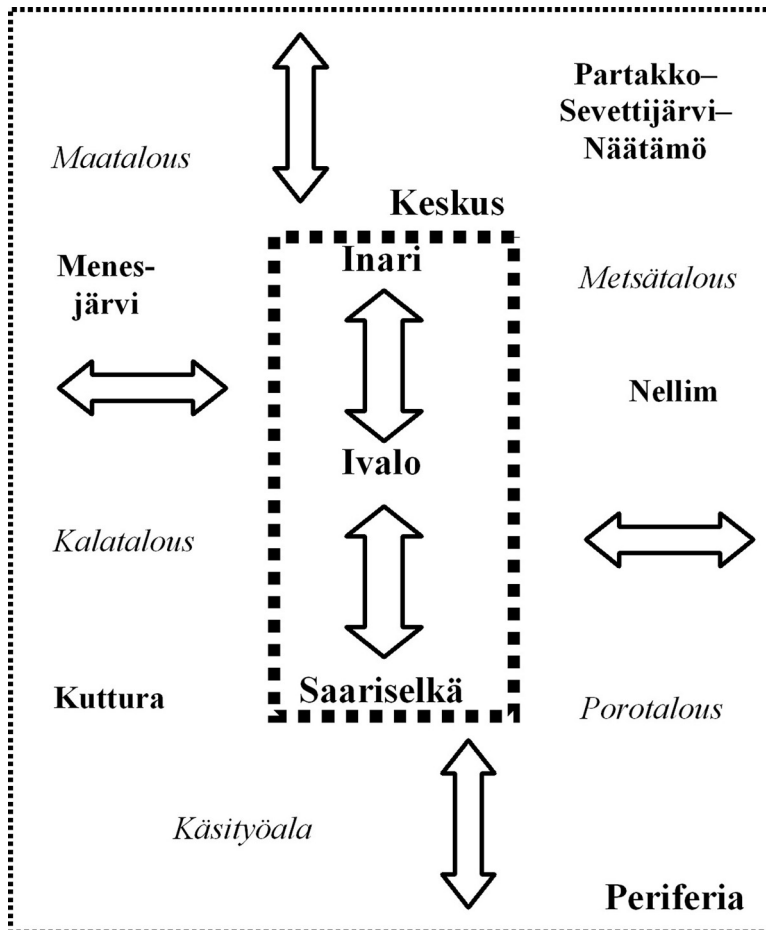 Partakko–
Sevettijärvi–
Näätämö
Maatalous
Keskus
Inari
Menes-
järvi
Metsätalous
Nellim
Ivalo
Kalatalous
Kuttura
Saariselkä
Porotalous
Käsityöala
Periferia